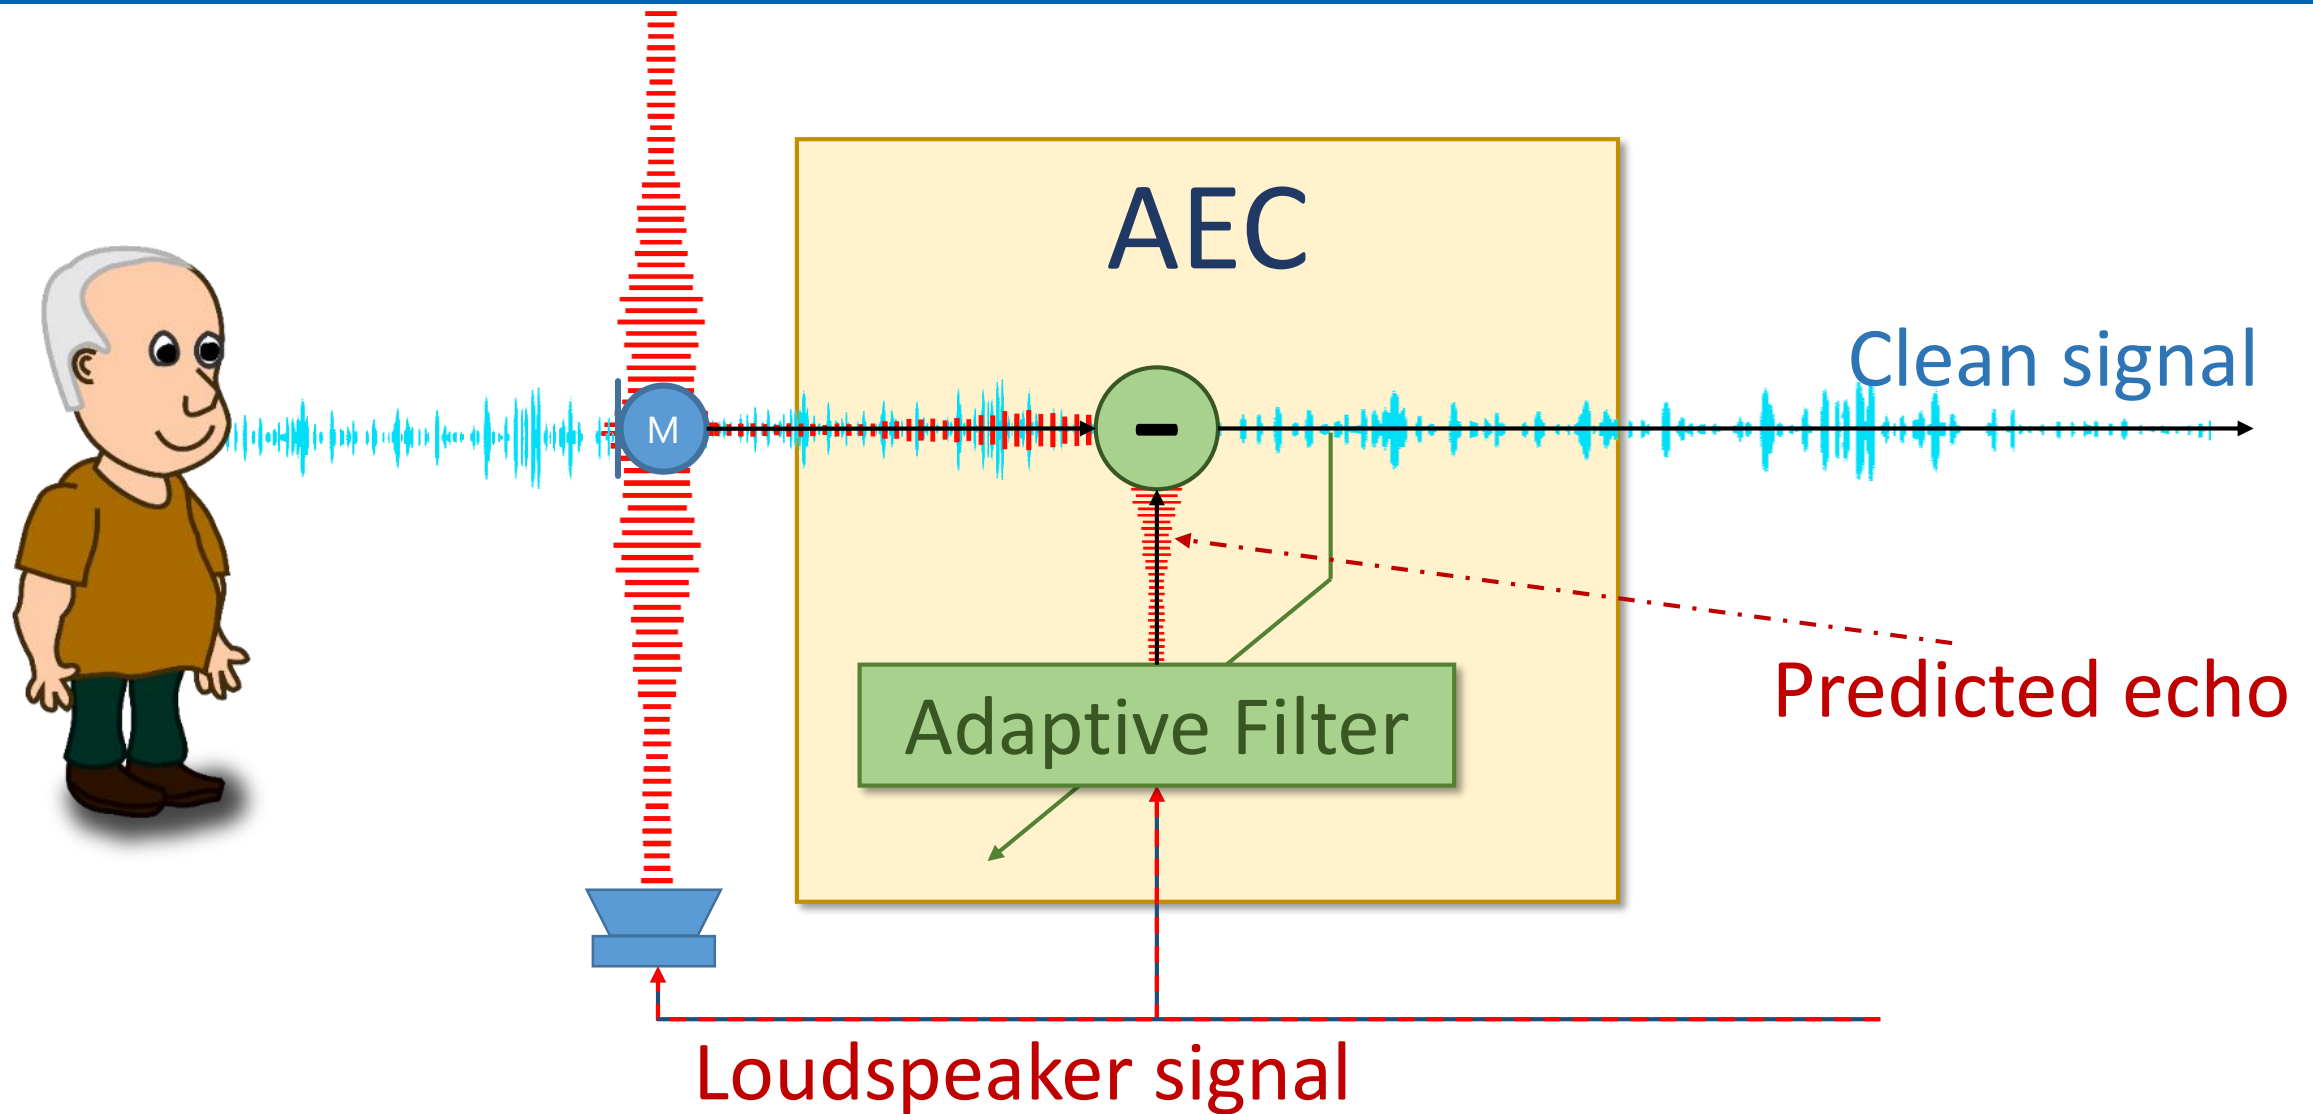 AEC
Clean signal
M
-
Predicted echo
Adaptive Filter
Loudspeaker signal